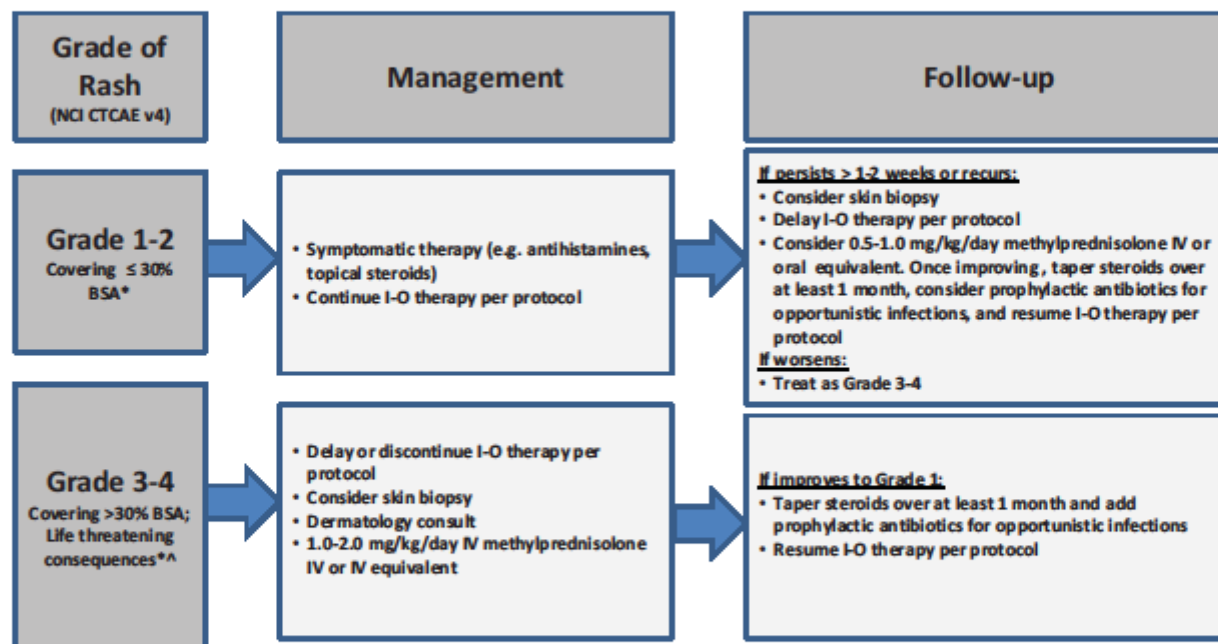 Grade of
Rash
(NCI CTCAE v4)
Management
Follow-up
Grade 1-2
Covering ≤ 30%
BSA*
• Symptomatic therapy (e.g. antihistamines,
topical steroids)
• Continue I-O therapy per protocol
If persists > 1-2 weeks or recurs:
• Consider skin biopsy
• Delay I-O therapy per protocol
• Consider 0.5-1.0 mg/kg/day methylprednisolone IV or
oral equivalent. Once improving, taper steroids over
at least 1 month, consider prophylactic antibiotics for
opportunistic infections, and resume I-O therapy per
protocol
If worsens:
• Treat as Grade 3-4
Grade 3-4
Covering >30% BSA;
Life threatening
consequences*^
• Delay or discontinue I-O therapy per
protocol
• Consider skin biopsy
• Dermatology consult
• 1.0-2.0 mg/kg/day IV methylprednisolone
IV or IV equivalent
If improves to Grade 1:
• Taper steroids over at least 1 month and add
prophylactic antibiotics for opportunistic infections
• Resume I-O therapy per protocol